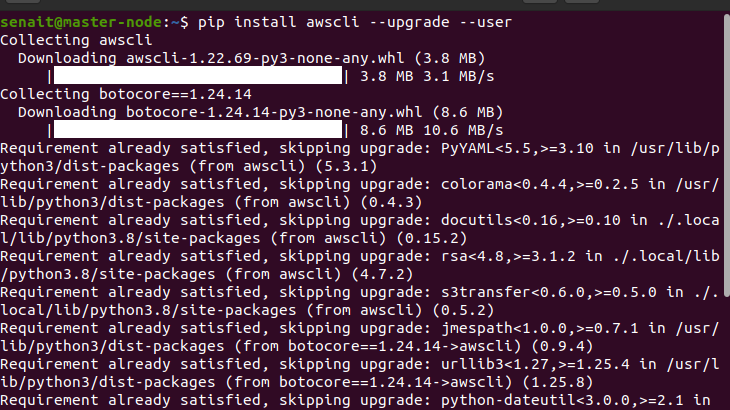 senait@master-node:~$ pip install awscli --upgrade --user
Collecting awscli
  Downloading awscli-1.22.69-py3-none-any.whl (3.8 MB)
     |                                | 3.8 MB 3.1 MB/s
Collecting botocore==1.24.14
  Downloading botocore-1.24.14-py3-none-any.whl (8.6 MB)
     |                                | 8.6 MB 10.6 MB/s
Requirement already satisfied, skipping upgrade: PyYAML<5.5,>=3.10 in /usr/lib/p
ython3/dist-packages (from awscli) (5.3.1)
Requirement already satisfied, skipping upgrade: colorama<0.4.4,>=0.2.5 in /usr/
lib/python3/dist-packages (from awscli) (0.4.3)
Requirement already satisfied, skipping upgrade: docutils<0.16,>=0.10 in ./.loca
l/lib/python3.8/site-packages (from awscli) (0.15.2)
Requirement already satisfied, skipping upgrade: rsa<4.8,>=3.1.2 in ./.local/lib
/python3.8/site-packages (from awscli) (4.7.2)
Requirement already satisfied, skipping upgrade: s3transfer<0.6.0,>=0.5.0 in ./.
local/lib/python3.8/site-packages (from awscli) (0.5.2)
Requirement already satisfied, skipping upgrade: jmespath<1.0.0,>=0.7.1 in /usr/
lib/python3/dist-packages (from botocore==1.24.14->awscli) (0.9.4)
Requirement already satisfied, skipping upgrade: urllib3<1.27,>=1.25.4 in /usr/l
ib/python3/dist-packages (from botocore==1.24.14->awscli) (1.25.8)
Requirement already satisfied, skipping upgrade: python-dateutil<3.0.0,>=2.1 in